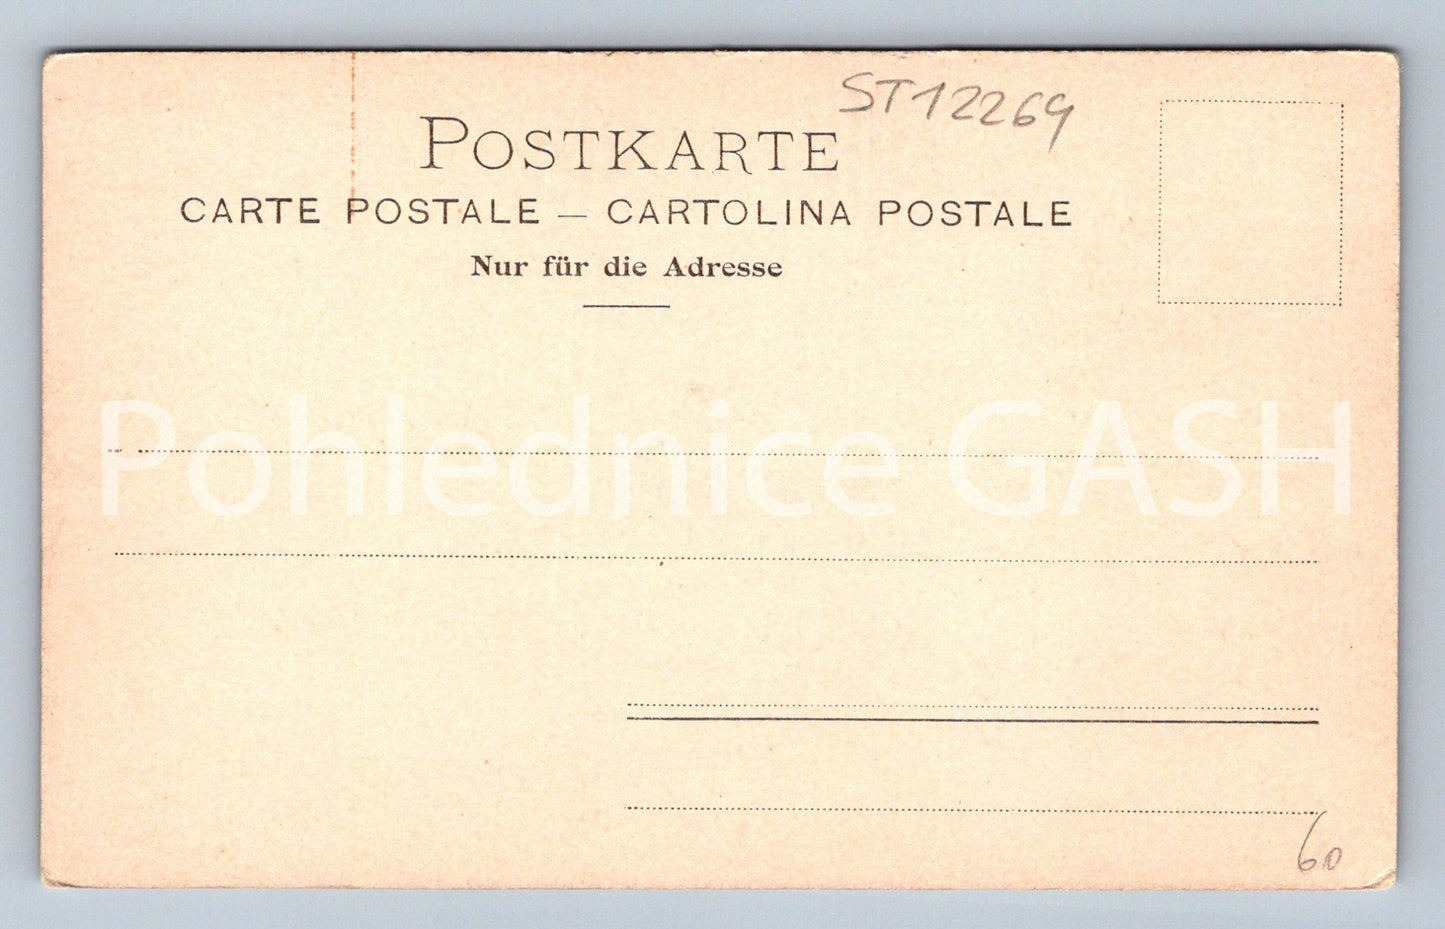 ST12269
POSTKARTE
CARTE POSTALE — CARTOLINA POSTALE
Nur für die Adresse
Pohlednice GASH
60